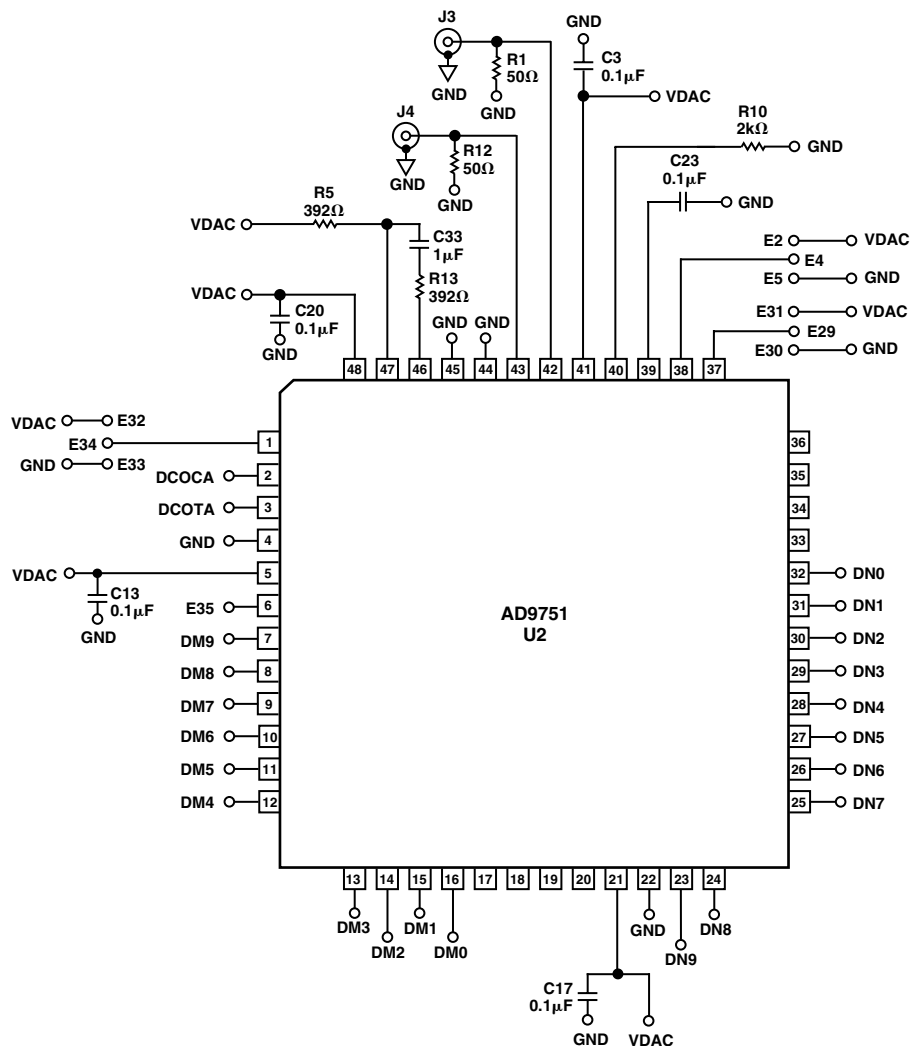 J3
GND
C3
0.1μF
R1
50Ω
GND
VDAC
GND
J4
R10
2kΩ
GND
R12
50Ω
C23
0.1μF
GND
GND
GND
R5
392Ω
VDAC
C33
1μF
E2
VDAC
E4
R13
392Ω
E5
GND
VDAC
C20
0.1μF
GND
GND
GND
E31
VDAC
E29
E30
GND
48
47
46
45
44
43
42
41
40
39
38
37
VDAC
E32
E34
1
36
GND
E33
DCOCA
2
35
DCOTA
3
34
GND
4
33
VDAC
5
32
DN0
C13
0.1μF
GND
E35
6
31
DN1
AD9751
U2
DM9
7
30
DN2
DM8
8
29
DN3
DM7
9
28
DN4
DM6
10
27
DN5
DM5
11
26
DN6
DM4
12
25
DN7
13
14
15
16
17
18
19
20
21
22
23
24
DM3
DM2
DM1
DM0
GND
DN9
DN8
C17
0.1μF
GND
VDAC